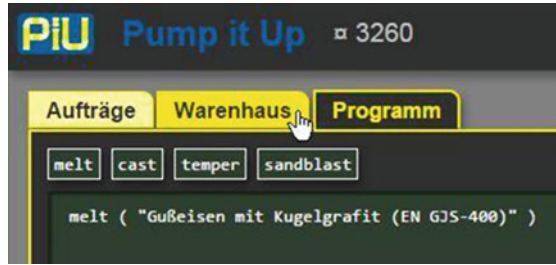 PiU Pump it Up ¤ 3260
Aufträge Warenhaus Programm
melt cast temper sandblast
melt ( "Gußeisen mit Kugelgrafit (EN GJS-400)" )